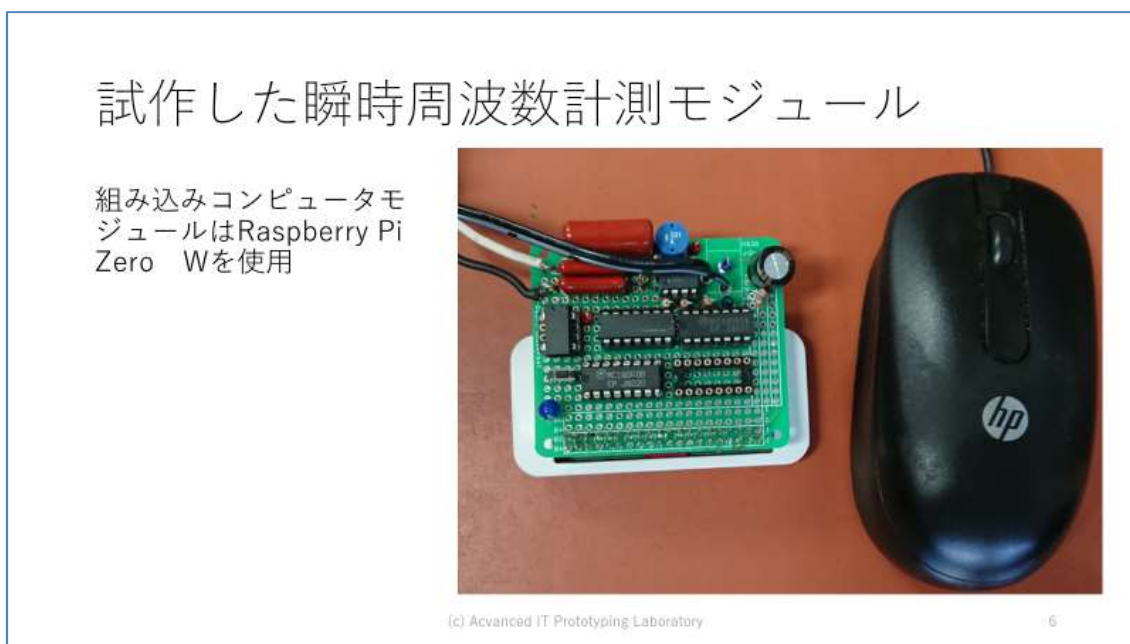 試作した瞬時周波数計測モジュール
組み込みコンピュータモ
ジュールはRaspberry Pi
Zero　Wを使用
hp
(c) Acvanced IT Prototyping Laboratory
6